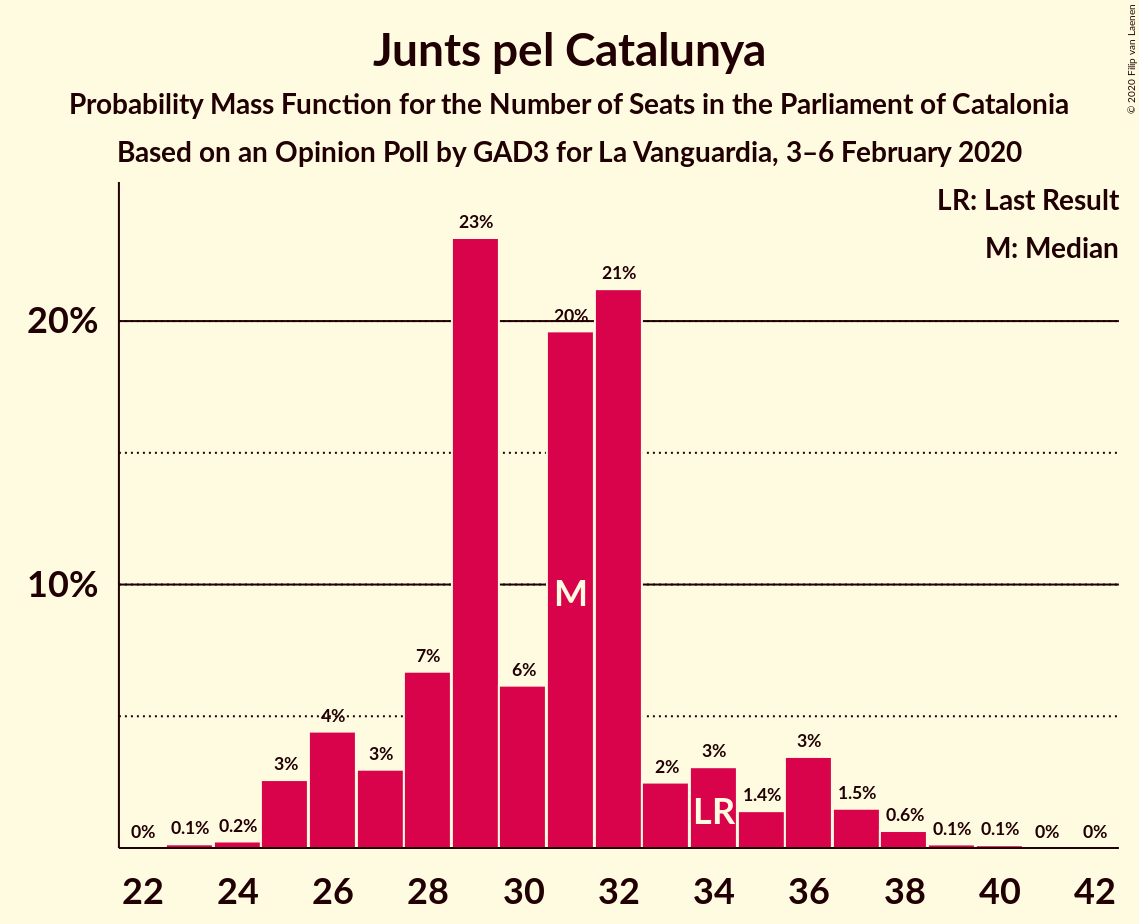 Junts pel Catalunya
Probability Mass Function for the Number of Seats in the Parliament of Catalonia
Based on an Opinion Poll by GAD3 for La Vanguardia, 3–6 February 2020
© 2020 Filip van Laenen
LR: Last Result
M: Median
20%
10%
0%
0.1%
0.2%
3%
4%
3%
7%
23%
6%
20%
21%
2%
3%
1.4%
3%
1.5%
0.6%
0.1%
0.1%
0%
0%
M
LR
22 24 26 28 30 32 34 36 38 40 42